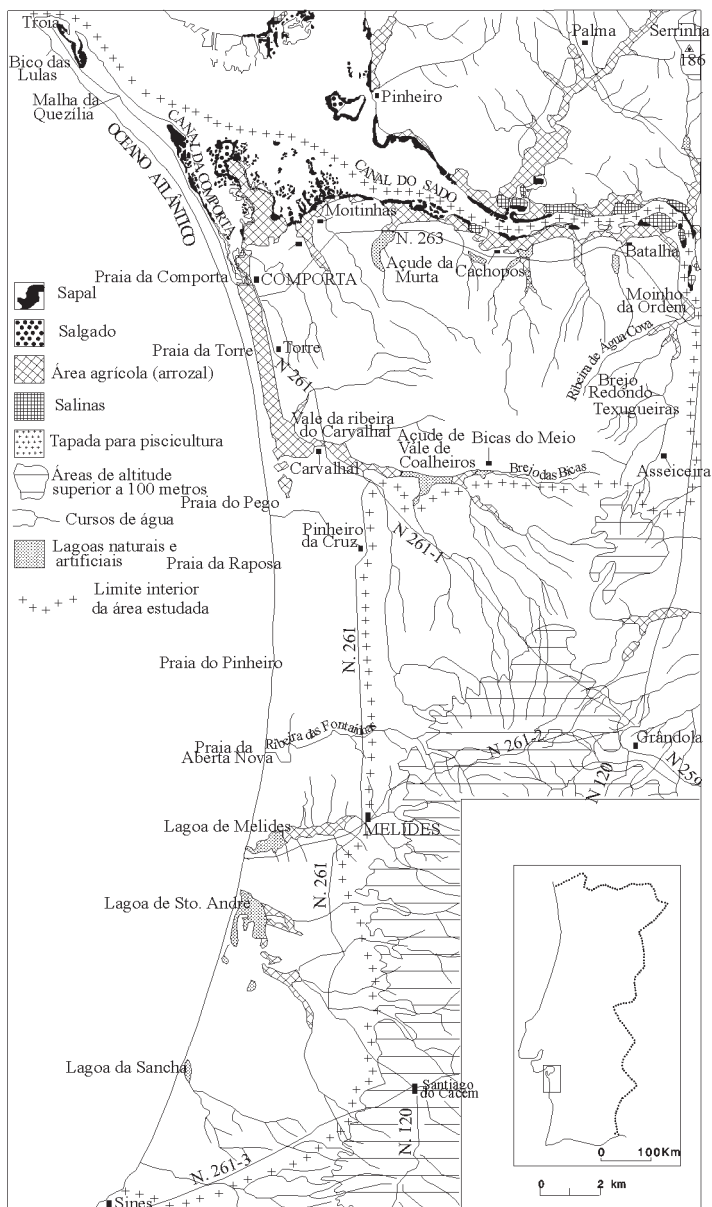 Troia
Palma
Serrinha
186
Bico das
Lulas
Malha da
Quezília
Pinheiro
CANAL DA COMPORTA
OCEANO ATLÂNTICO
CANAL DO SADO
Moitinhas
N. 263
Açude da
Murta
Cachopos
Batalha
Praia da Comporta
COMPORTA
Moinho
da Ordem
Sapal
Salgado
Praia da Torre
Torre
N 261
Ribeira de Água Cova
Área agrícola (arrozal)
Brejo
Redondo
Texugueiras
Salinas
Vale da ribeira
do Carvalhal
Açude de
Vale de
Coalheiros
Bicas do Meio
Tapada para piscicultura
Carvalhal
Brejo das Bicas
Asseiceira
Áreas de altitude
superior a 100 metros
Praia do Pego
Cursos de água
Pinheiro
da Cruz
N 261-1
Lagoas naturais e
artificiais
Praia da Raposa
Limite interior
da área estudada
N. 261
Praia do Pinheiro
Ribeira das Fontainhas
Praia da
Aberta Nova
N 261-2
Grândola
N 120
N 259
Lagoa de Melides
MELIDES
N. 261
Lagoa de Sto. André
Lagoa da Sancha
Santiago
do Cacém
N. 120
N. 261-3
Sines
0 100Km
0 2 km